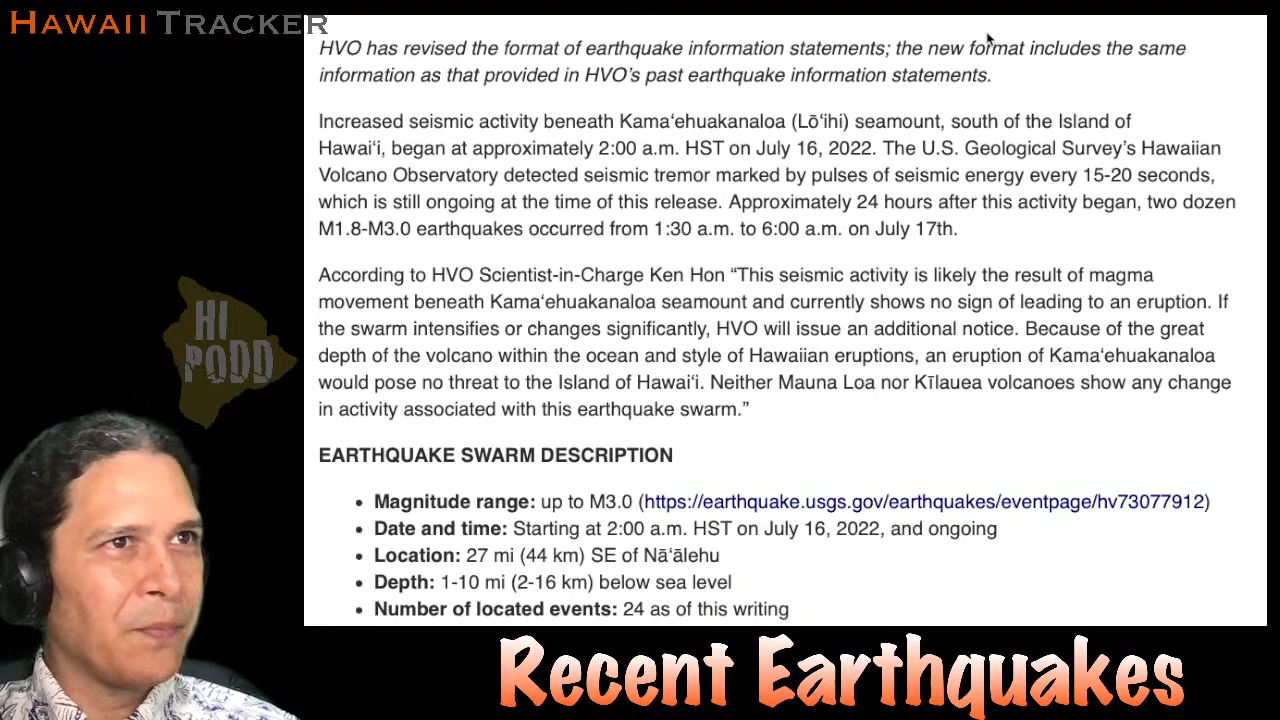 HAWAII TRACKER
HVO has revised the format of earthquake information statements; the new format includes the same
information as that provided in HVO’s past earthquake information statements.
Increased seismic activity beneath Kamaʻehuakanaloa (Lōʻihi) seamount, south of the Island of
Hawaiʻi, began at approximately 2:00 a.m. HST on July 16, 2022. The U.S. Geological Survey’s Hawaiian
Volcano Observatory detected seismic tremor marked by pulses of seismic energy every 15-20 seconds,
which is still ongoing at the time of this release. Approximately 24 hours after this activity began, two dozen
M1.8-M3.0 earthquakes occurred from 1:30 a.m. to 6:00 a.m. on July 17th.
According to HVO Scientist-in-Charge Ken Hon “This seismic activity is likely the result of magma
movement beneath Kamaʻehuakanaloa seamount and currently shows no sign of leading to an eruption. If
the swarm intensifies or changes significantly, HVO will issue an additional notice. Because of the great
depth of the volcano within the ocean and style of Hawaiian eruptions, an eruption of Kamaʻehuakanaloa
would pose no threat to the Island of Hawaiʻi. Neither Mauna Loa nor Kīlauea volcanoes show any change
in activity associated with this earthquake swarm.”
HI
PODD
EARTHQUAKE SWARM DESCRIPTION
• Magnitude range: up to M3.0 (https://earthquake.usgs.gov/earthquakes/eventpage/hv73077912)
• Date and time: Starting at 2:00 a.m. HST on July 16, 2022, and ongoing
• Location: 27 mi (44 km) SE of Nāʻālehu
• Depth: 1-10 mi (2-16 km) below sea level
• Number of located events: 24 as of this writing
Recent Earthquakes